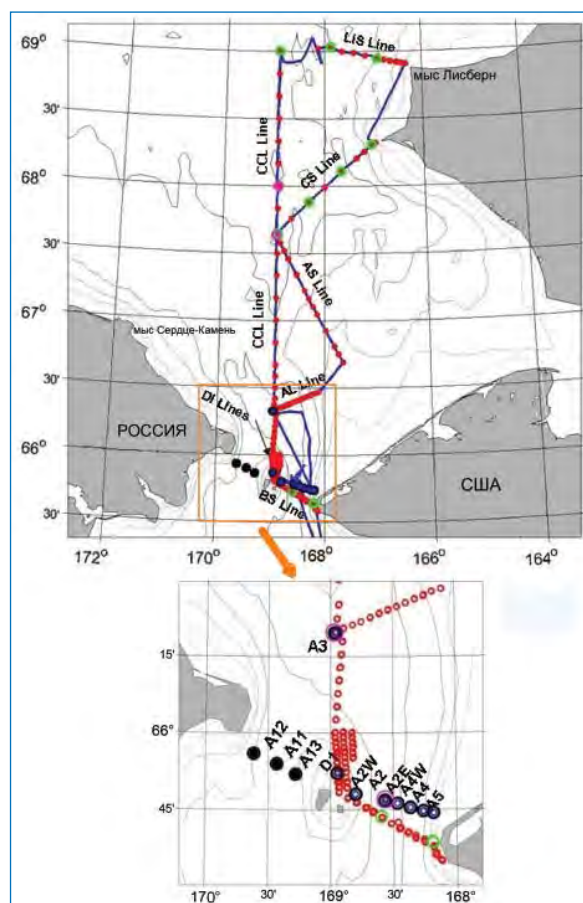 69°
LIS Line
мыс Лисберн
30'
CCL Line
CS Line
68°
30'
AS Line
67°
CCL Line
мыс Сердце-Камень
30'
AL Line
DI Lines
РОССИЯ
66°
США
BS Line
30'
172° 170° 168° 166° 164°
A3
15'
66°
A12
A11
A13
D1
A2W
A2
A2E
A4W
A4
A5
45'
170° 30' 169° 30' 168°